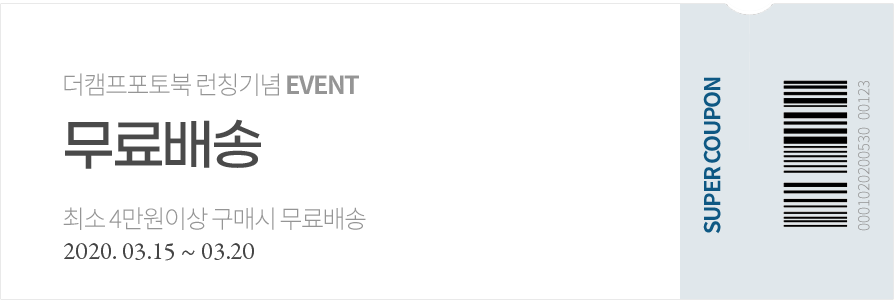 더캠프포토북 런칭기념 EVENT
무료배송
최소 4만원이상 구매시 무료배송
2020. 03.15 ~ 03.20
SUPER COUPON
0001020200530 00123